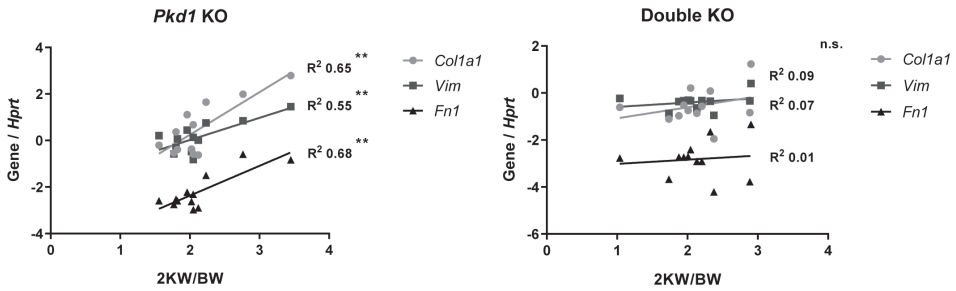 Pkd1 KO
Gene / Hprt
4
2
0
-2
-4
0
1
2
3
4
2KW/BW
R² 0.65 **
R² 0.55 **
R² 0.68 **
Col1a1
Vim
Fn1
Double KO
Gene / Hprt
2
0
-2
-4
-6
0
1
2
3
4
2KW/BW
n.s.
R² 0.09
R² 0.07
R² 0.01
Col1a1
Vim
Fn1